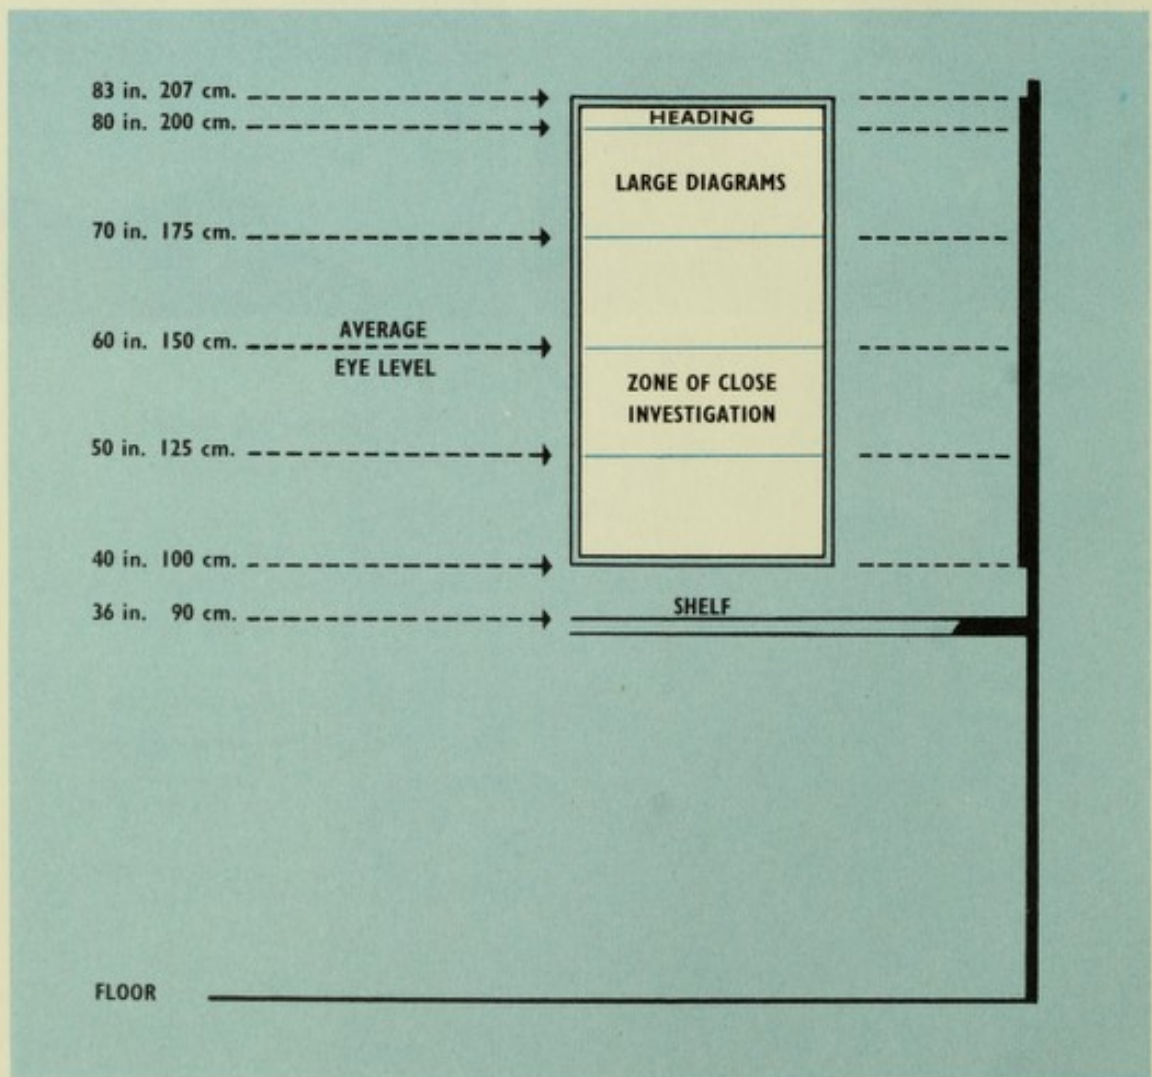 83 in. 207 cm.
80 in. 200 cm.
HEADING
LARGE DIAGRAMS
70 in. 175 cm.
60 in. 150 cm.
AVERAGE
EYE LEVEL
ZONE OF CLOSE
INVESTIGATION
50 in. 125 cm.
40 in. 100 cm.
36 in. 90 cm.
SHELF
FLOOR